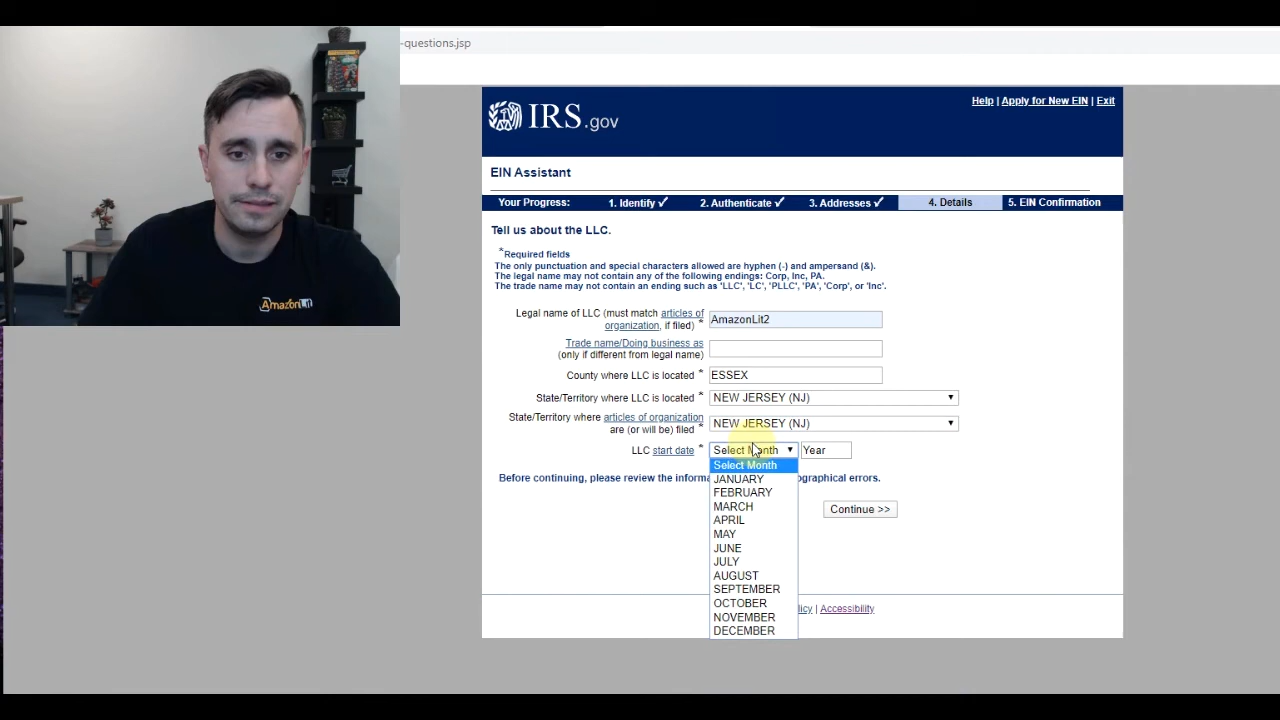 -questions.jsp
IRS.gov
Help | Apply for New EIN | Exit
EIN Assistant
Your Progress: 1. Identify ✓ 2. Authenticate ✓ 3. Addresses ✓ 4. Details 5. EIN Confirmation
Tell us about the LLC.
*Required fields
The only punctuation and special characters allowed are hyphen (-) and ampersand (&).
The legal name may not contain any of the following endings: Corp, Inc, PA.
The trade name may not contain an ending such as 'LLC', 'LC', 'PLLC', 'PA', 'Corp', or 'Inc'.
Legal name of LLC (must match articles of
organization, if filed) * AmazonLit2
Trade name/Doing business as
(only if different from legal name)
County where LLC is located * ESSEX
State/Territory where LLC is located * NEW JERSEY (NJ)
State/Territory where articles of organization
are (or will be) filed * NEW JERSEY (NJ)
LLC start date * Select Month Year
Select Month
Before continuing, please review the informa ographical errors.
JANUARY
FEBRUARY
MARCH
APRIL
MAY
JUNE
JULY
AUGUST
SEPTEMBER
OCTOBER
NOVEMBER
DECEMBER
Continue >>
licy | Accessibility
AmazonLit